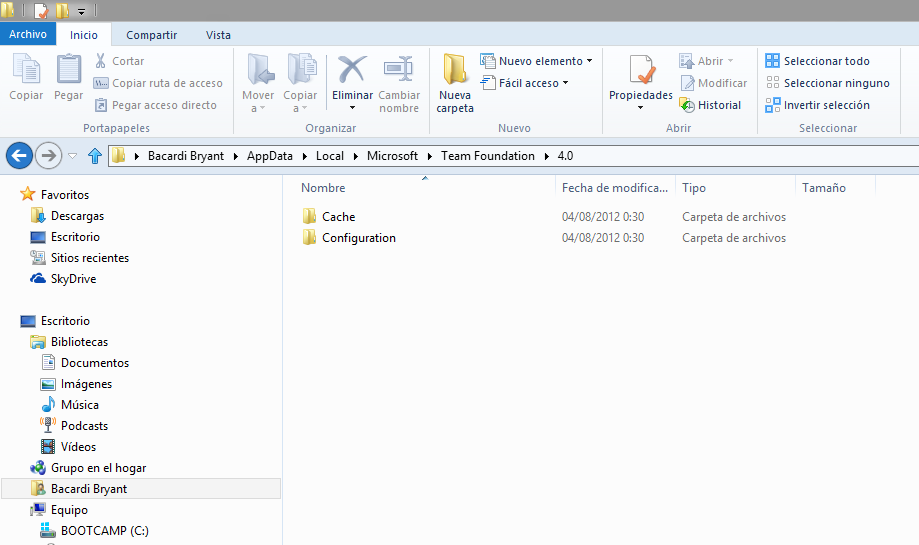 Archivo Inicio Compartir Vista
Copiar
Pegar
Cortar
Copiar ruta de acceso
Pegar acceso directo
Portapapeles
Mover a
Copiar a
Eliminar
Cambiar nombre
Organizar
Nueva carpeta
Nuevo elemento
Fácil acceso
Nuevo
Propiedades
Abrir
Modificar
Historial
Abrir
Seleccionar todo
Seleccionar ninguno
Invertir selección
Seleccionar
Bacardi Bryant AppData Local Microsoft Team Foundation 4.0
Favoritos
Descargas
Escritorio
Sitios recientes
SkyDrive
Escritorio
Bibliotecas
Documentos
Imágenes
Música
Podcasts
Vídeos
Grupo en el hogar
Bacardi Bryant
Equipo
BOOTCAMP (C:)
Nombre Fecha de modifica... Tipo Tamaño
Cache 04/08/2012 0:30 Carpeta de archivos
Configuration 04/08/2012 0:30 Carpeta de archivos